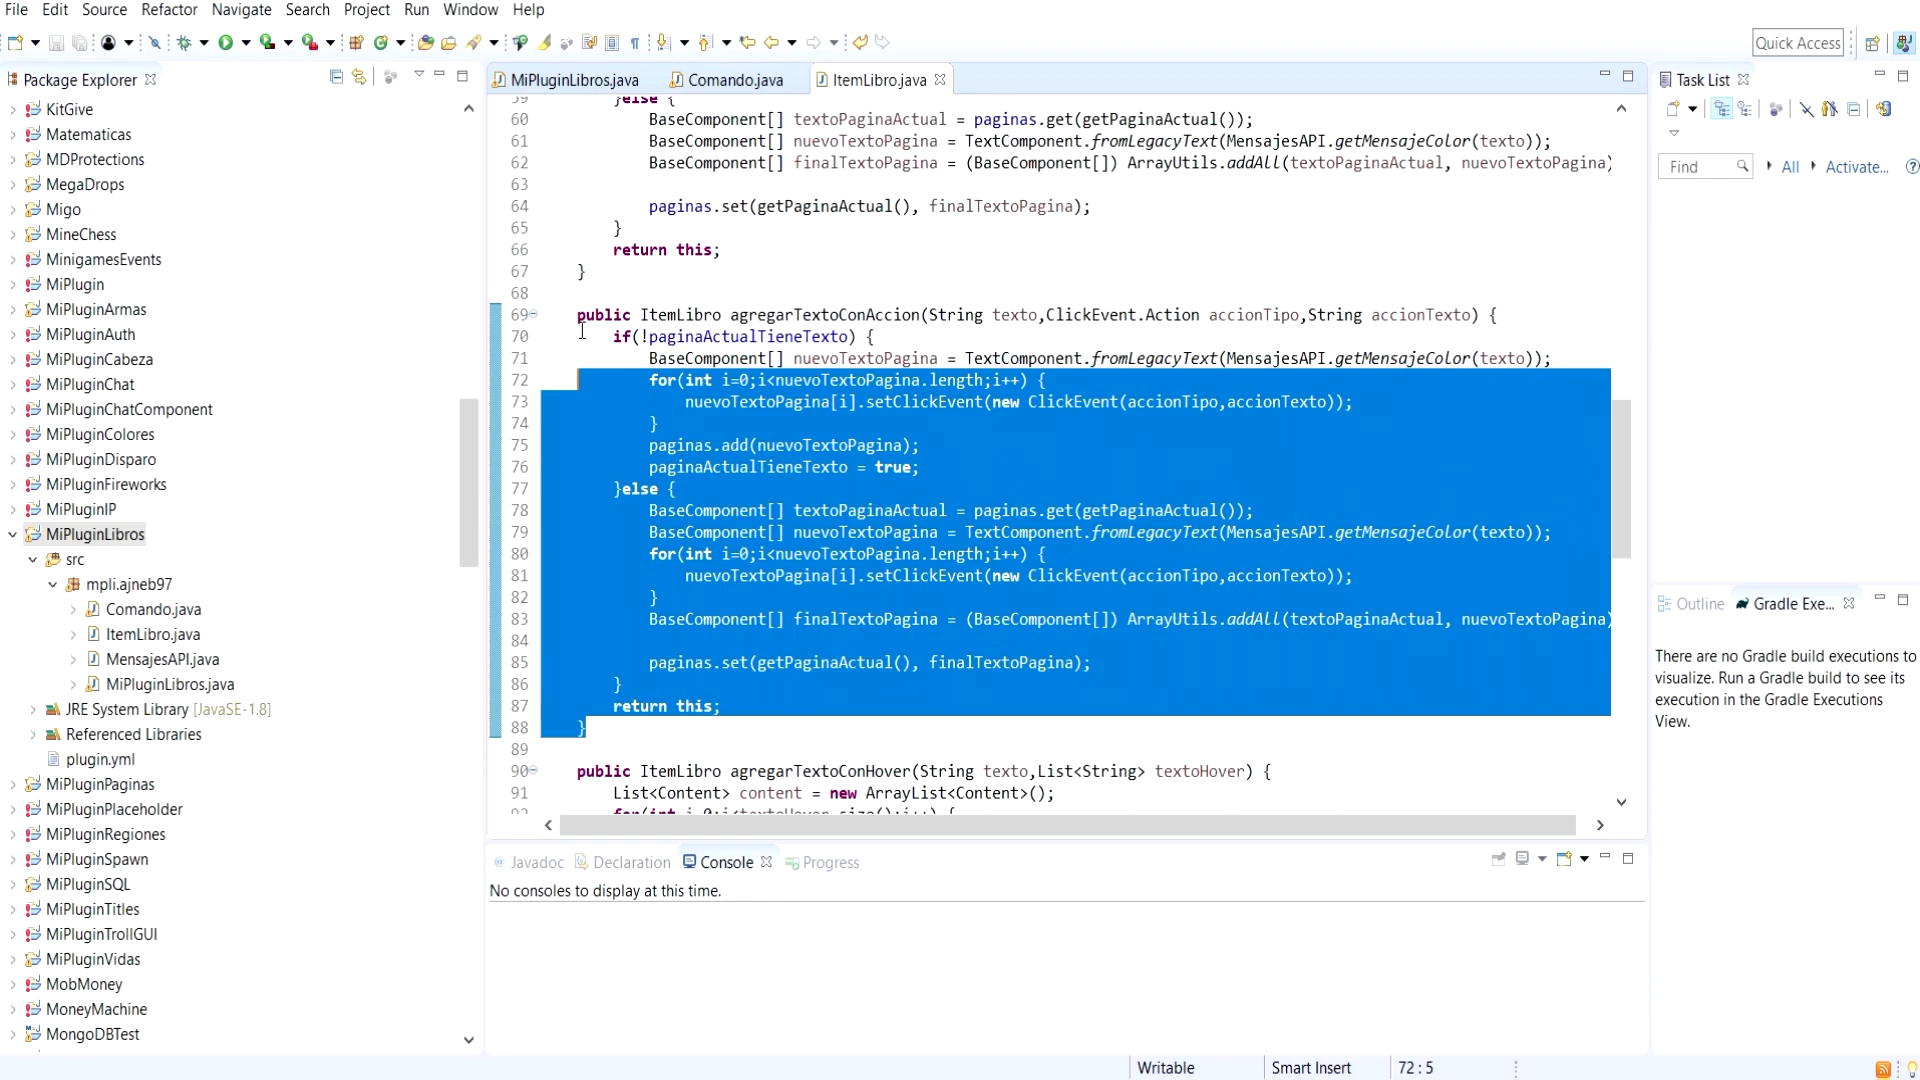 File Edit Source Refactor Navigate Search Project Run Window Help
Quick Access
Package Explorer
KitGive
Matematicas
MDProtections
MegaDrops
Migo
MineChess
MinigamesEvents
MiPlugin
MiPluginArmas
MiPluginAuth
MiPluginCabeza
MiPluginChat
MiPluginChatComponent
MiPluginColores
MiPluginDisparo
MiPluginFireworks
MiPluginIP
MiPluginLibros
src
mpli.ajneb97
Comando.java
ItemLibro.java
MensajesAPI.java
MiPluginLibros.java
JRE System Library [JavaSE-1.8]
Referenced Libraries
plugin.yml
MiPluginPaginas
MiPluginPlaceholder
MiPluginRegiones
MiPluginSpawn
MiPluginSQL
MiPluginTitles
MiPluginTrollGUI
MiPluginVidas
MobMoney
MoneyMachine
MongoDBTest
MiPluginLibros.java Comando.java ItemLibro.java
59 }else {
60 BaseComponent[] textoPaginaActual = paginas.get(getPaginaActual());
61 BaseComponent[] nuevoTextoPagina = TextComponent.fromLegacyText(MensajesAPI.getMensajeColor(texto));
62 BaseComponent[] finalTextoPagina = (BaseComponent[]) ArrayUtils.addAll(textoPaginaActual, nuevoTextoPagina)
63
64 paginas.set(getPaginaActual(), finalTextoPagina);
65 }
66 return this;
67 }
68
69 public ItemLibro agregarTextoConAccion(String texto,ClickEvent.Action accionTipo,String accionTexto) {
70 if(!paginaActualTieneTexto) {
71 BaseComponent[] nuevoTextoPagina = TextComponent.fromLegacyText(MensajesAPI.getMensajeColor(texto));
72 for(int i=0;i<nuevoTextoPagina.length;i++) {
73 nuevoTextoPagina[i].setClickEvent(new ClickEvent(accionTipo,accionTexto));
74 }
75 paginas.add(nuevoTextoPagina);
76 paginaActualTieneTexto = true;
77 }else {
78 BaseComponent[] textoPaginaActual = paginas.get(getPaginaActual());
79 BaseComponent[] nuevoTextoPagina = TextComponent.fromLegacyText(MensajesAPI.getMensajeColor(texto));
80 for(int i=0;i<nuevoTextoPagina.length;i++) {
81 nuevoTextoPagina[i].setClickEvent(new ClickEvent(accionTipo,accionTexto));
82 }
83 BaseComponent[] finalTextoPagina = (BaseComponent[]) ArrayUtils.addAll(textoPaginaActual, nuevoTextoPagina)
84
85 paginas.set(getPaginaActual(), finalTextoPagina);
86 }
87 return this;
88 }
89
90 public ItemLibro agregarTextoConHover(String texto,List<String> textoHover) {
91 List<Content> content = new ArrayList<Content>();
92 for(int i=0;i<textoHover.size();i++) {
Javadoc Declaration Console Progress
No consoles to display at this time.
Task List
Find All Activate...
Outline Gradle Exe...
There are no Gradle build executions to
visualize. Run a Gradle build to see its
execution in the Gradle Executions
View.
Writable Smart Insert 72 : 5